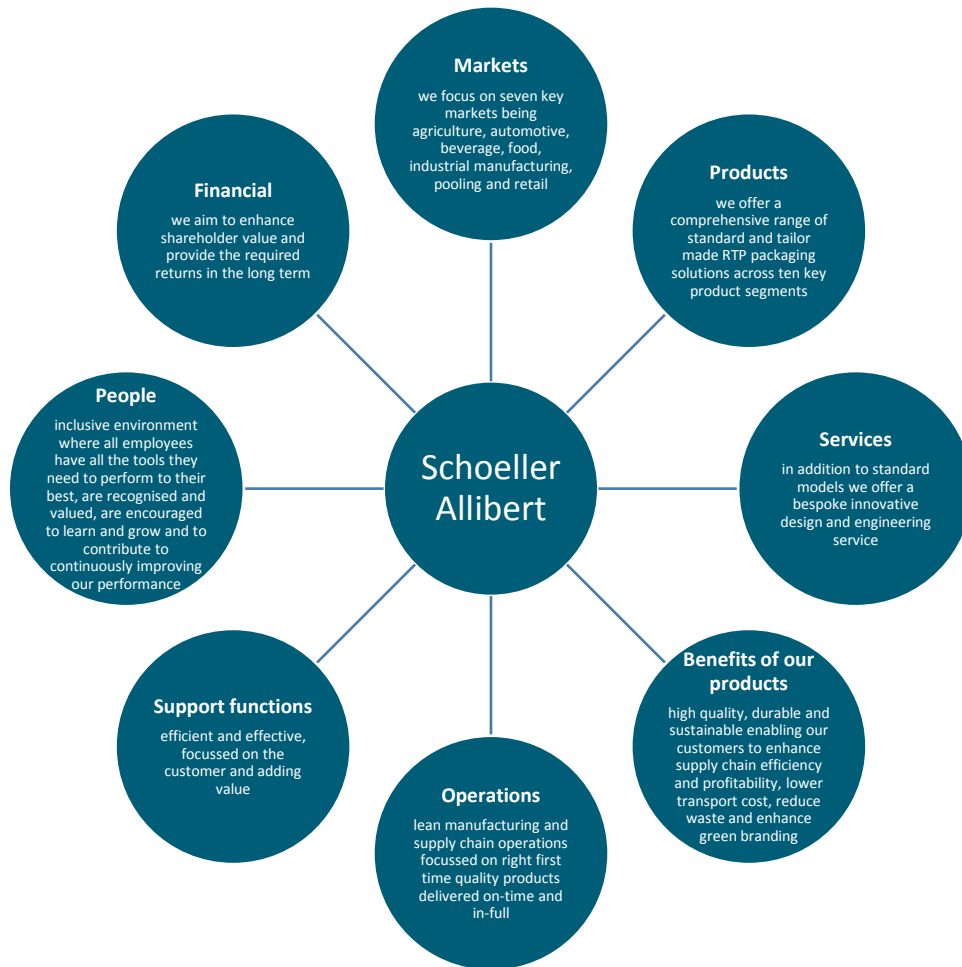 Markets
we focus on seven key
markets being
agriculture, automotive,
beverage, food,
industrial manufacturing,
pooling and retail
Products
we offer a
comprehensive range of
standard and tailor
made RTP packaging
solutions across ten key
product segments
Services
in addition to standard
models we offer a
bespoke innovative
design and engineering
service
Benefits of our
products
high quality, durable and
sustainable enabling our
customers to enhance
supply chain efficiency
and profitability, lower
transport cost, reduce
waste and enhance
green branding
Operations
lean manufacturing and
supply chain operations
focussed on right first
time quality products
delivered on-time and
in-full
Support functions
efficient and effective,
focussed on the
customer and adding
value
People
inclusive environment
where all employees
have all the tools they
need to perform to their
best, are recognised and
valued, are encouraged
to learn and grow and to
contribute to
continuously improving
our performance
Financial
we aim to enhance
shareholder value and
provide the required
returns in the long term
Schoeller
Allibert